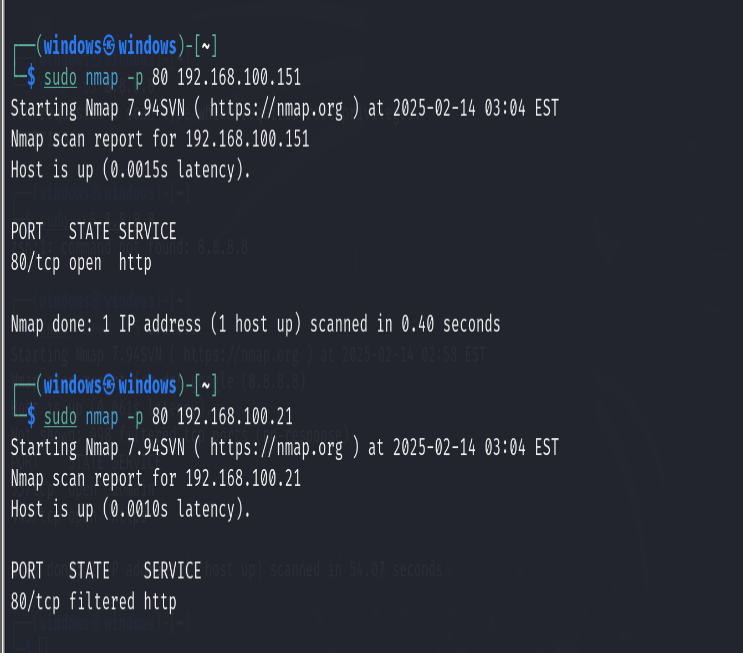 ┌──(windows㉿windows)-[~]
└─$ sudo nmap -p 80 192.168.100.151
Starting Nmap 7.94SVN ( https://nmap.org ) at 2025-02-14 03:04 EST
Nmap scan report for 192.168.100.151
Host is up (0.0015s latency).
PORT   STATE SERVICE
80/tcp open  http
Nmap done: 1 IP address (1 host up) scanned in 0.40 seconds
┌──(windows㉿windows)-[~]
└─$ sudo nmap -p 80 192.168.100.21
Starting Nmap 7.94SVN ( https://nmap.org ) at 2025-02-14 03:04 EST
Nmap scan report for 192.168.100.21
Host is up (0.0010s latency).
PORT   STATE    SERVICE
80/tcp filtered http